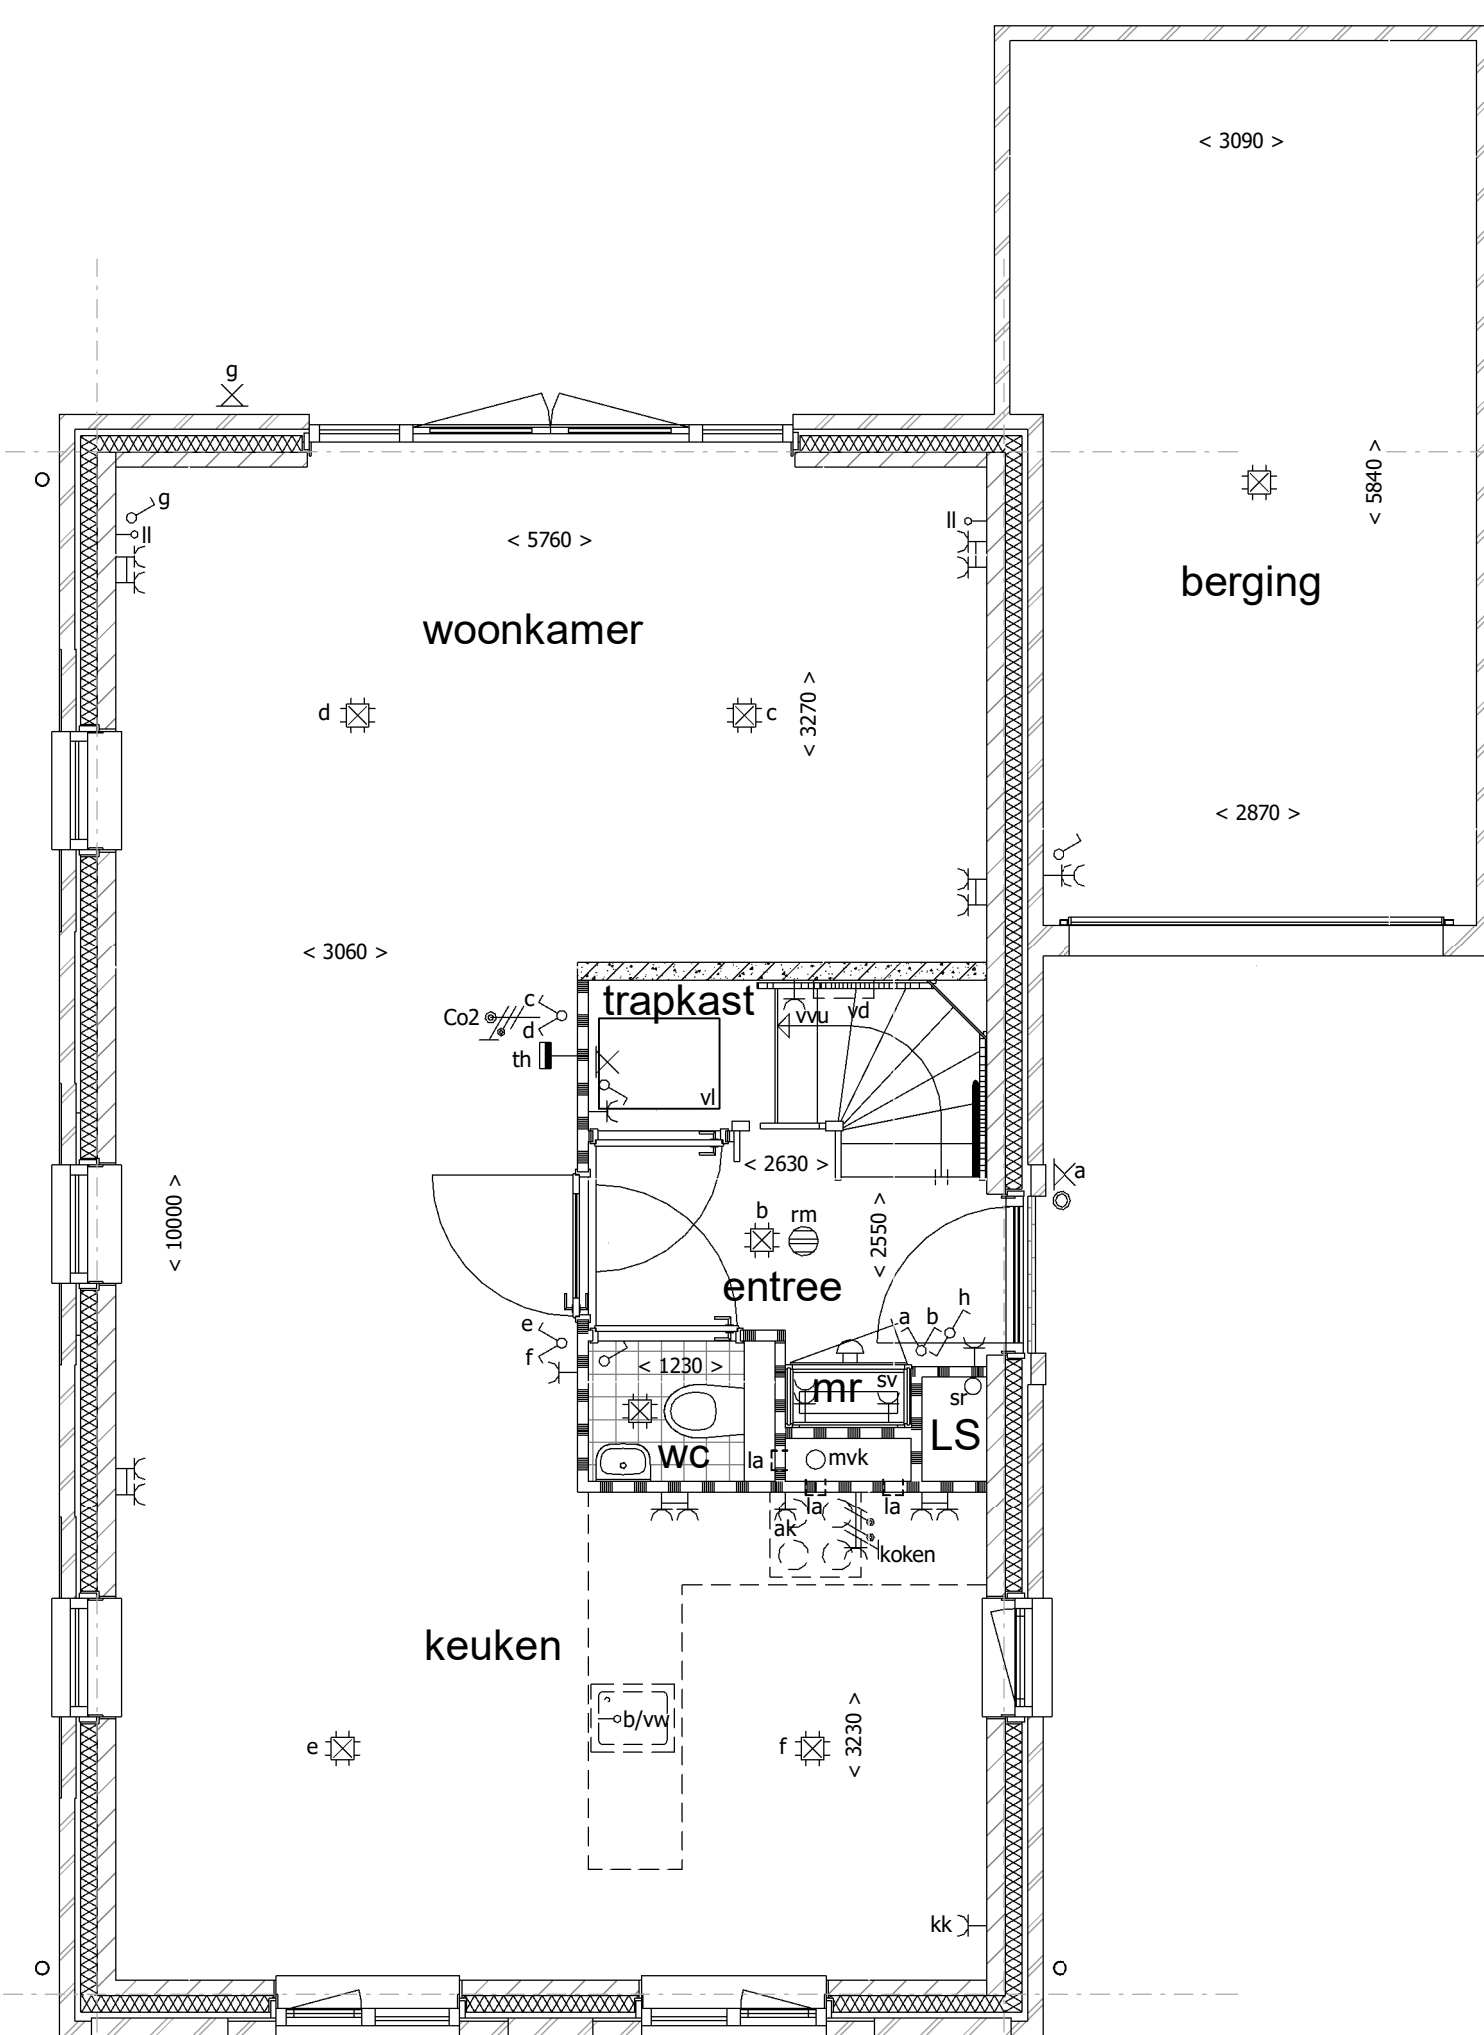 < 3090 >
g
< 5840 >
g
ll
ll
< 5760 >
berging
woonkamer
d
c
< 3270 >
< 2870 >
< 3060 >
trapkast
c
Co2
d
vvu
vd
th
vl
< 2630 >
a
< 10000 >
b
rm
< 2550 >
entree
h
a
b
e
f
< 1230 >
mr
sv
sr
LS
wc
la
mvk
la
la
ak
koken
keuken
b/vw
e
f
< 3230 >
kk